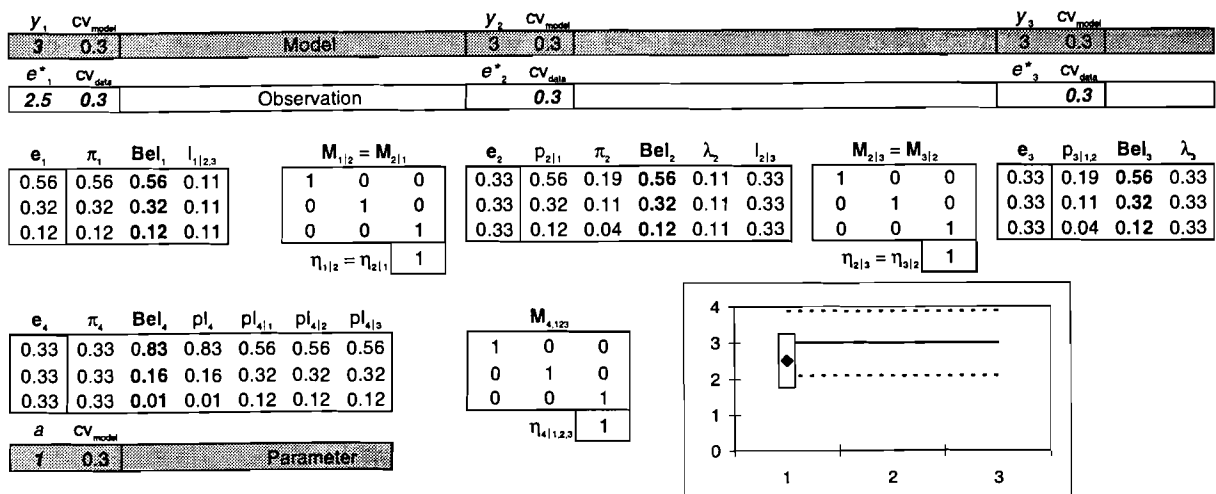 y₁ cv_model y₂ cv_model y₃ cv_model
3 0.3 Model 3 0.3 3 0.3
e*₁ cv_data e*₂ cv_data e*₃ cv_data
2.5 0.3 Observation 0.3 0.3
e₁ π₁ Bel₁ l₁|₂,₃ M₁|₂ = M₂|₁ e₂ p₂|₁ π₂ Bel₂ λ₂ l₂|₃ M₂|₃ = M₃|₂ e₃ p₃|₁,₂ Bel₃ λ₃
0.56 0.56 0.56 0.11 1 0 0 0.33 0.56 0.19 0.56 0.11 0.33 1 0 0 0.33 0.19 0.56 0.33
0.32 0.32 0.32 0.11 0 1 0 0.33 0.32 0.11 0.32 0.11 0.33 0 1 0 0.33 0.11 0.32 0.33
0.12 0.12 0.12 0.11 0 0 1 0.33 0.12 0.04 0.12 0.11 0.33 0 0 1 0.33 0.04 0.12 0.33
η₁|₂ = η₂|₁ 1 η₂|₃ = η₃|₂ 1
e₄ π₄ Bel₄ pl₄ pl₄|₁ pl₄|₂ pl₄|₃ M₄,₁₂₃
0.33 0.33 0.83 0.83 0.56 0.56 0.56 1 0 0
0.33 0.33 0.16 0.16 0.32 0.32 0.32 0 1 0
0.33 0.33 0.01 0.01 0.12 0.12 0.12 0 0 1
η₄|₁,₂,₃ 1
a cv_model
1 0.3 Parameter
4
3
2
1
0
1 2 3